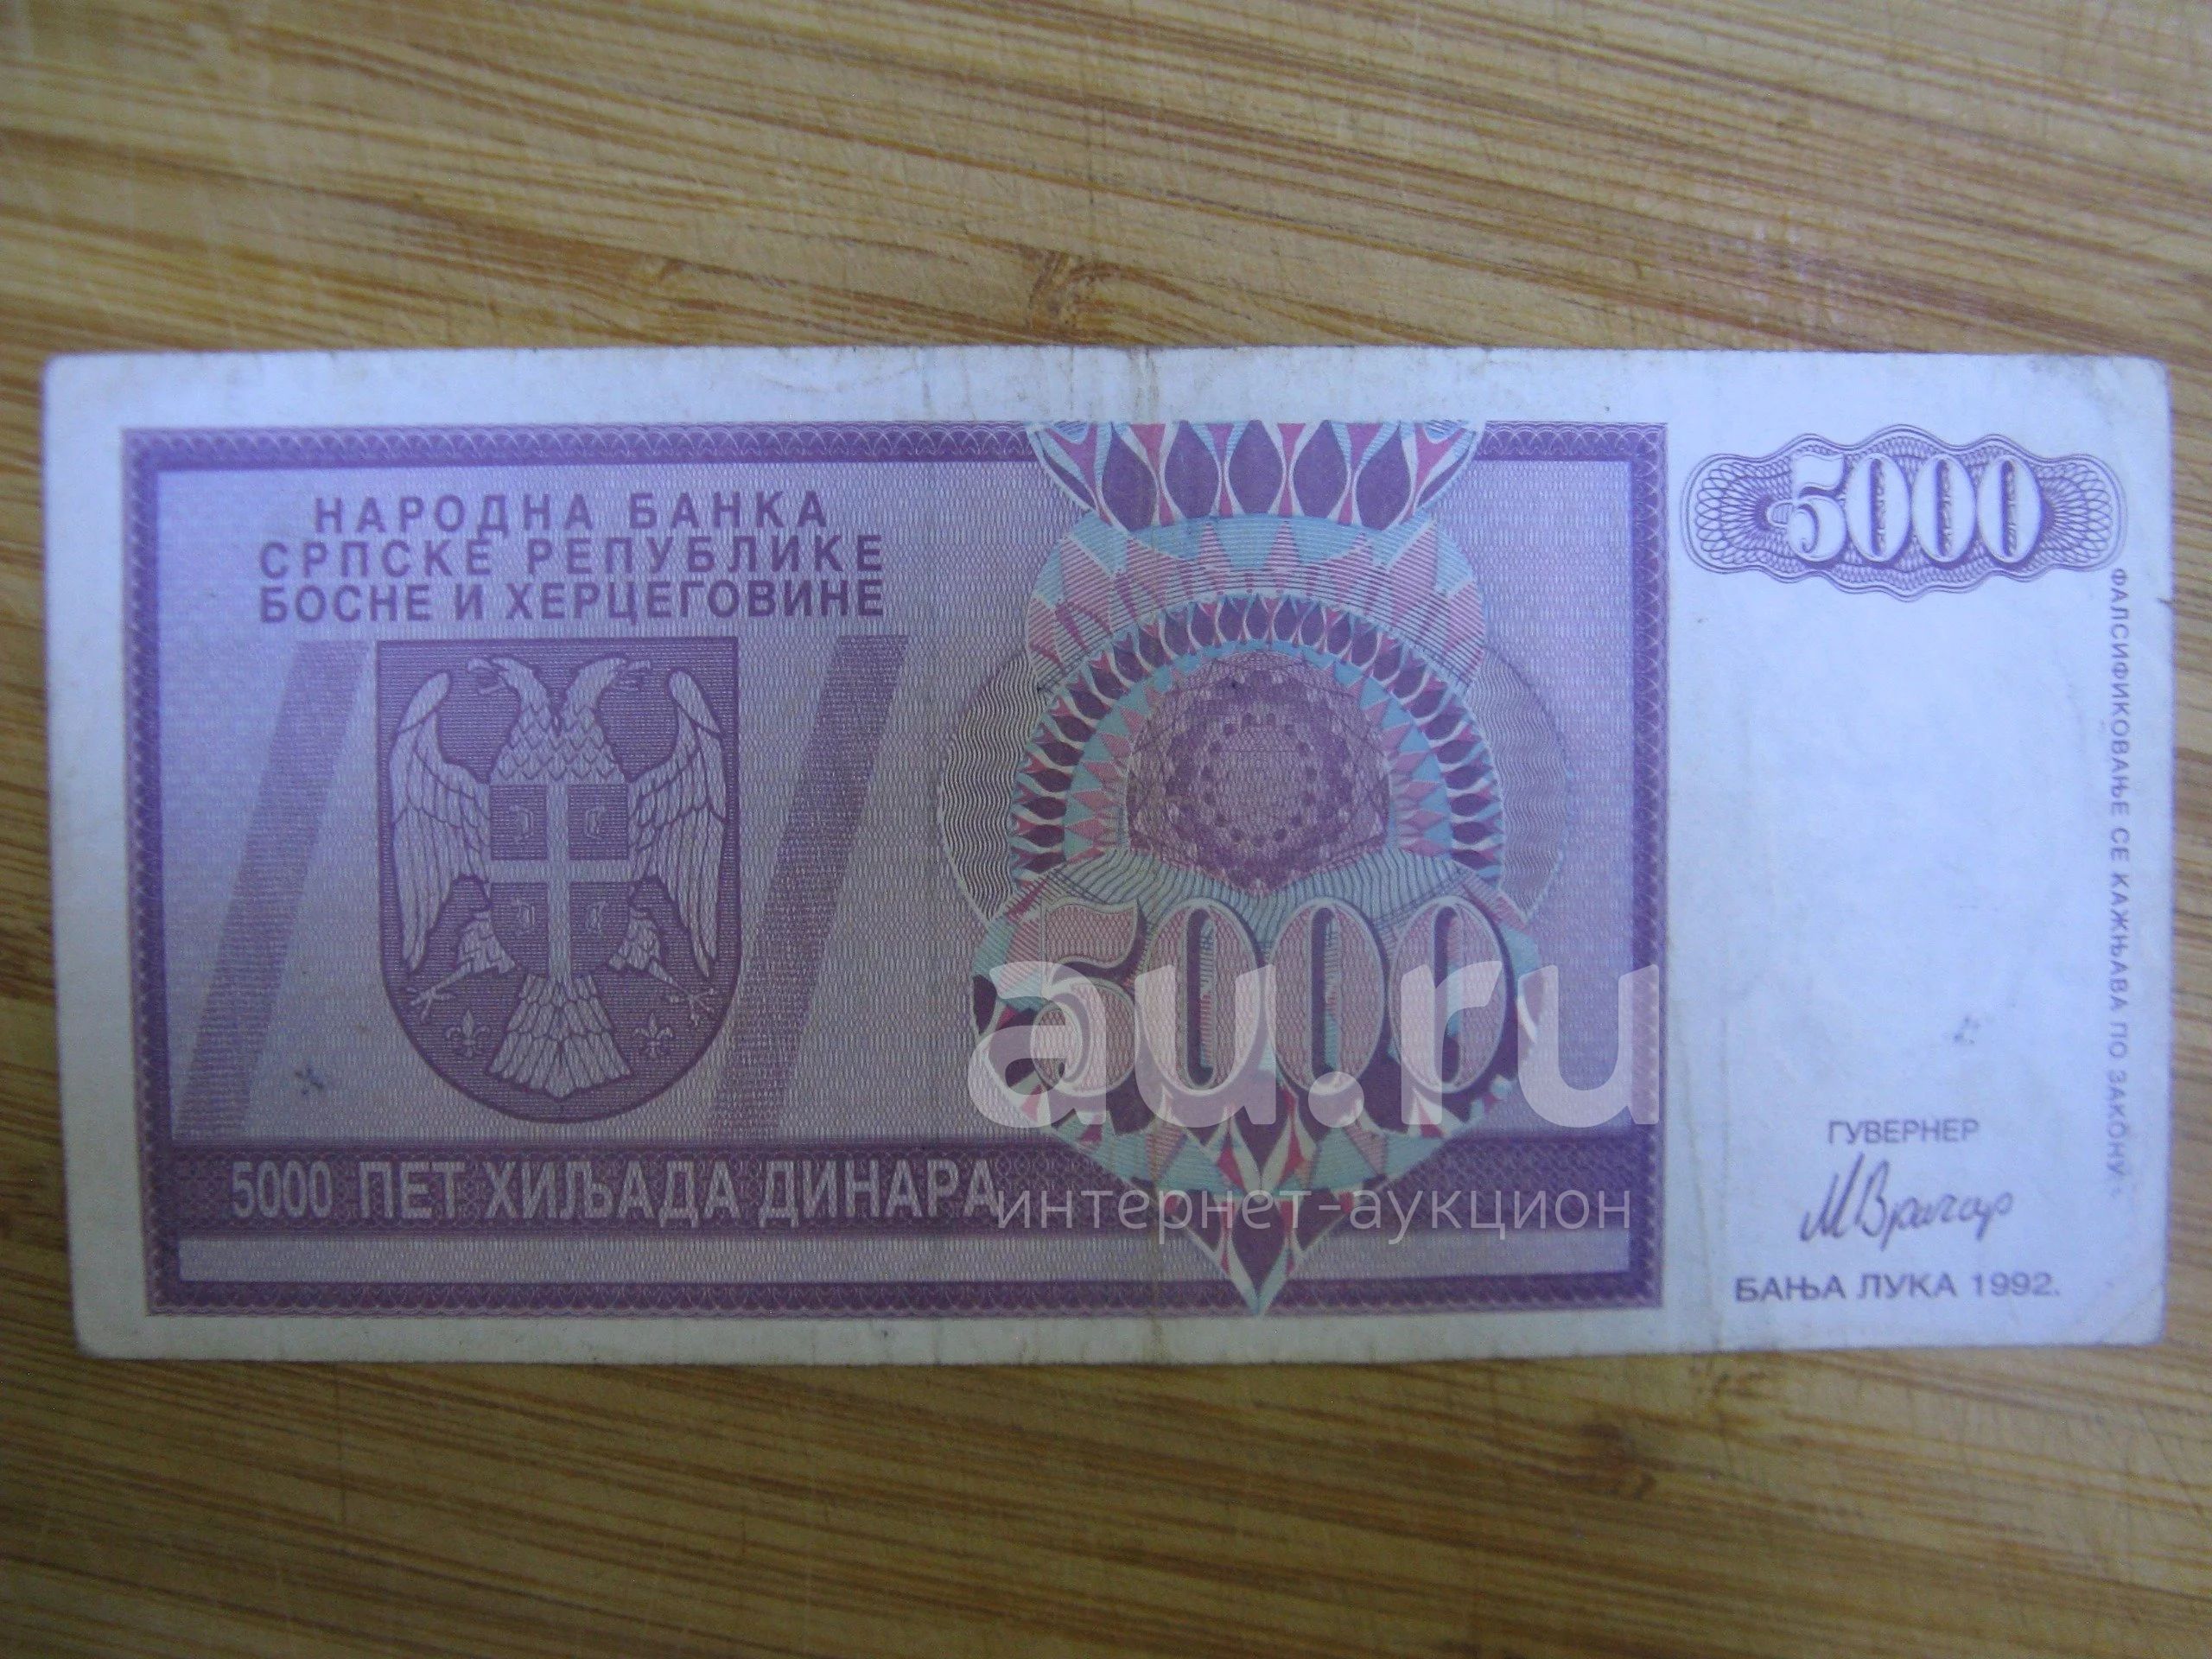 НАРОДНА БАНКА
СРПСКЕ РЕПУБЛИКЕ
БОСНЕ И ХЕРЦЕГОВИНЕ
5000
ФАЛСИФИКОВАЊЕ СЕ КАЖЊАВА ПО ЗАКОНУ
5000
au.ru
интернет-аукцион
5000 ПЕТ ХИЉАДА ДИНАРА
ГУВЕРНЕР
МВрачар
БАЊА ЛУКА 1992.